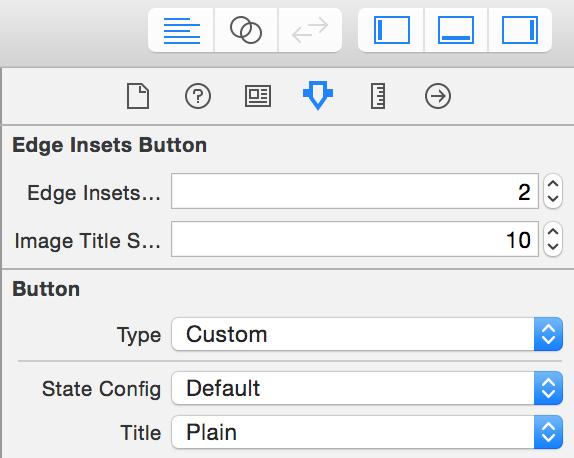 Edge Insets Button
Edge Insets... 2
Image Title S... 10
Button
Type Custom
State Config Default
Title Plain